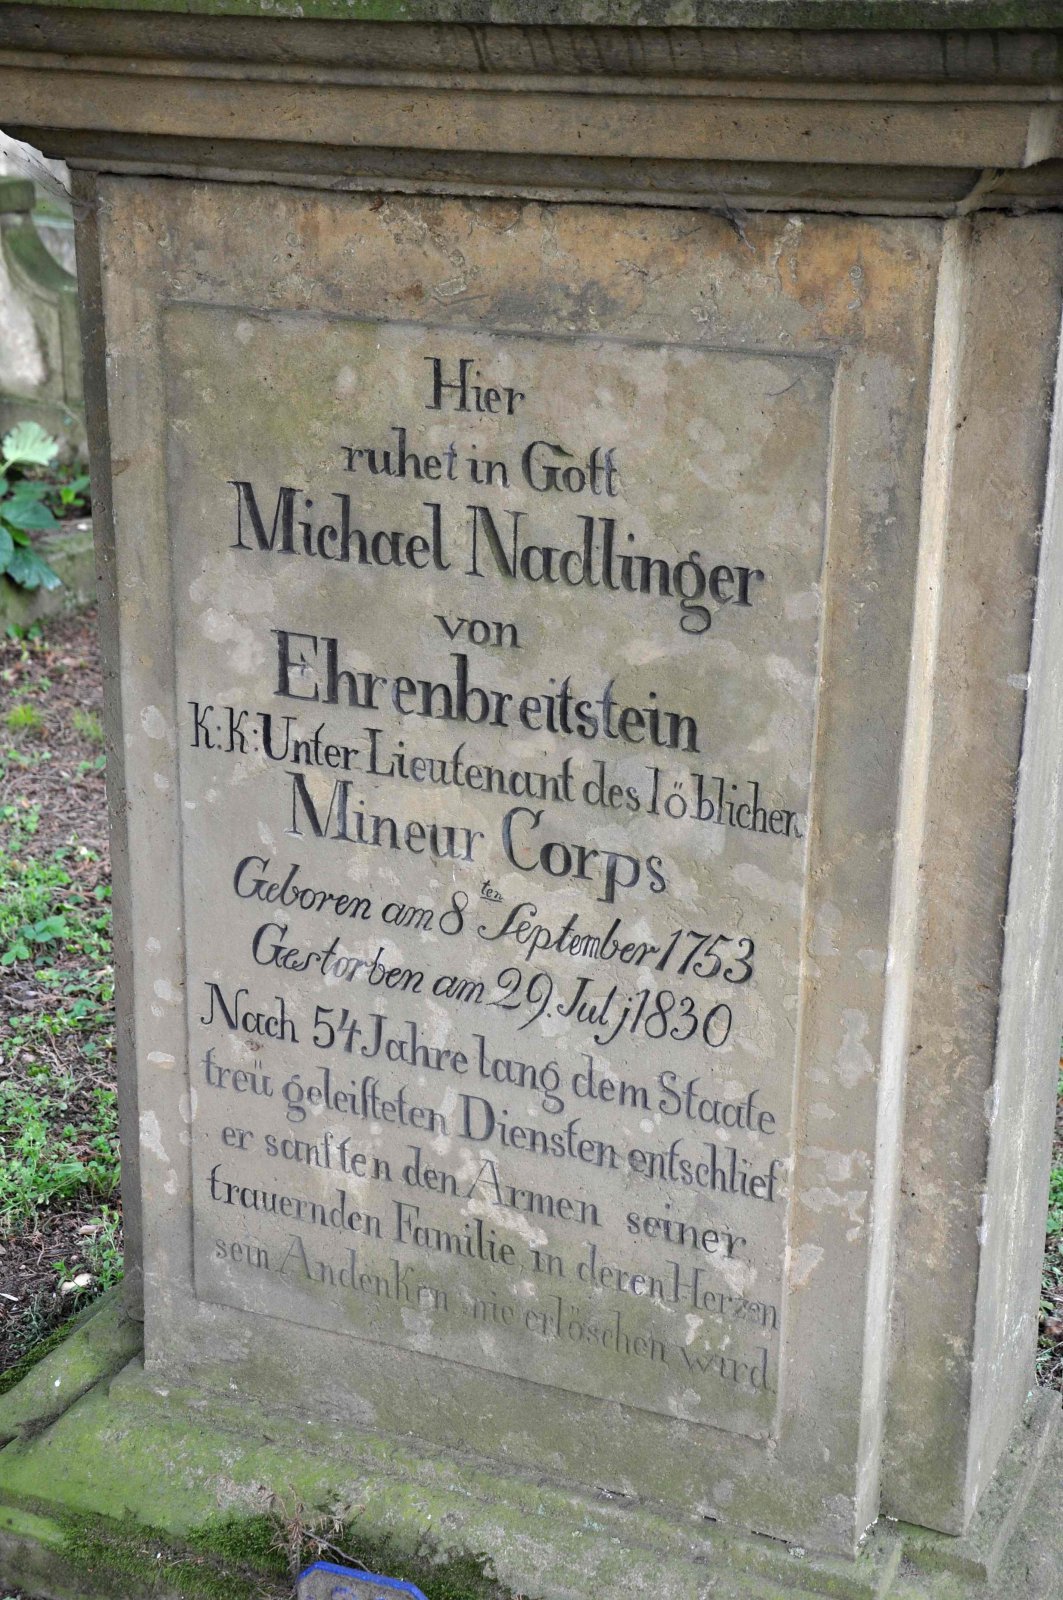 Hier
ruhet in Gott
Michael Nadlinger
von
Ehrenbreitstein
K: K: Unter Lieutenant des löblichen
Mineur Corps
Geboren am 8ten September 1753
Gestorben am 29. Julj 1830
Nach 54 Jahre lang dem Staate
treü geleiſteten Diensten entschlief
er sanften den Armen seiner
trauernden Familie, in deren Herzen
sein Andenken nie erlöschen wird.